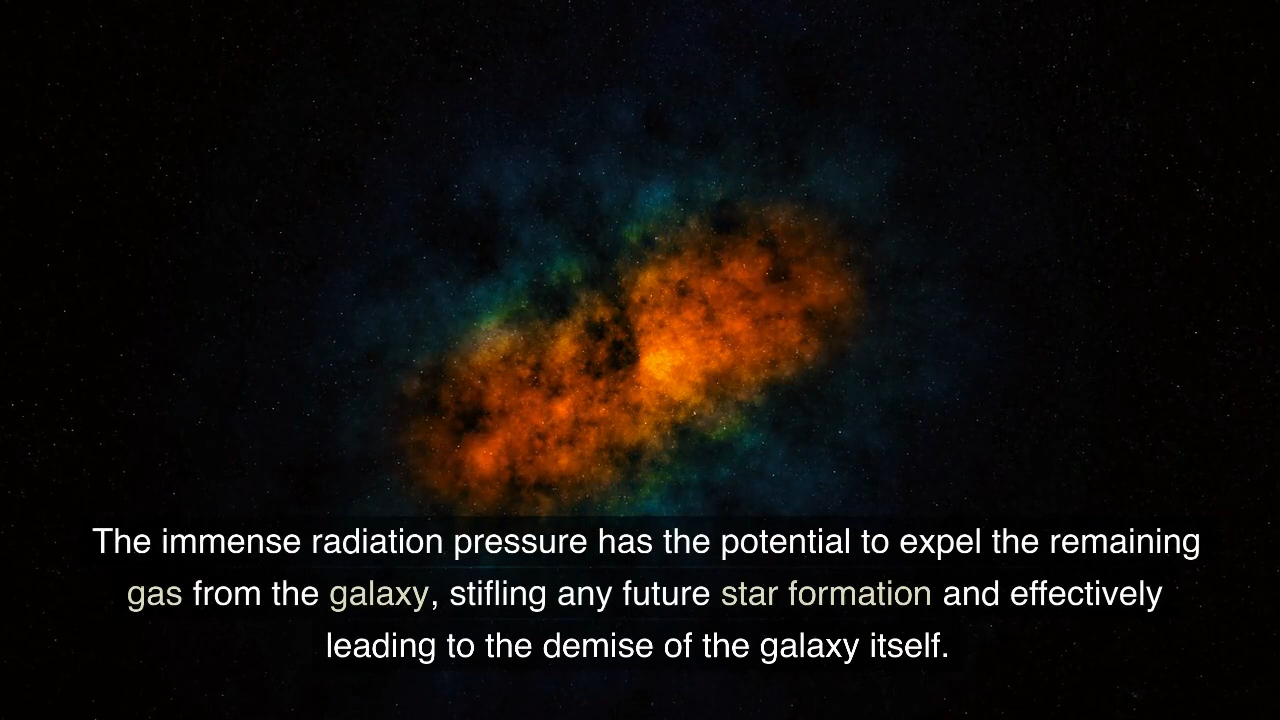 The immense radiation pressure has the potential to expel the remaining
gas from the galaxy, stifling any future star formation and effectively
leading to the demise of the galaxy itself.